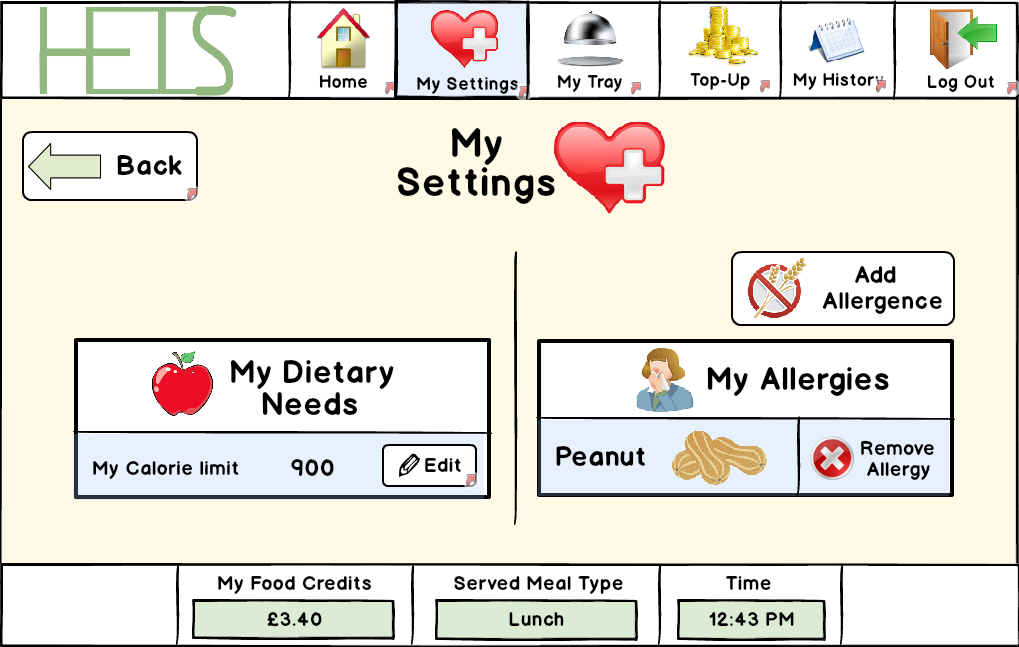 HETS
Home
My Settings
My Tray
Top-Up
My History
Log Out
Back
My
Settings
Add
Allergence
My Dietary
Needs
My Allergies
My Calorie limit 900 Edit
Peanut
Remove
Allergy
My Food Credits
Served Meal Type
Time
£3.40
Lunch
12:43 PM